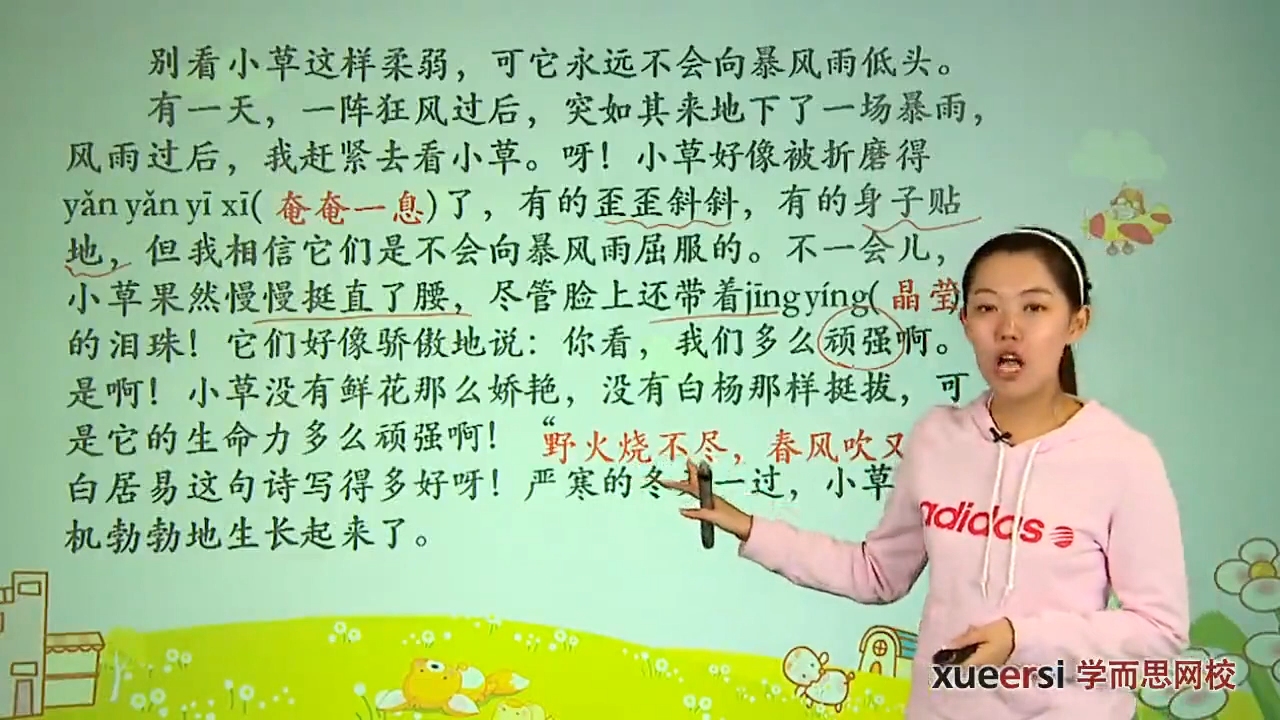 别看小草这样柔弱，可它永远不会向暴风雨低头。
有一天，一阵狂风过后，突如其来地下了一场暴雨，
风雨过后，我赶紧去看小草。呀！小草好像被折磨得
yǎn yǎn yī xī(奄奄一息)了，有的歪歪斜斜，有的身子贴
地，但我相信它们是不会向暴风雨屈服的。不一会儿，
小草果然慢慢挺直了腰，尽管脸上还带着jīng yíng(晶莹)
的泪珠！它们好像骄傲地说：你看，我们多么顽强啊。
是啊！小草没有鲜花那么娇艳，没有白杨那样挺拔，可
是它的生命力多么顽强啊！“野火烧不尽，春风吹又
白居易这句诗写得多好呀！严寒的冬 一过，小草
机勃勃地生长起来了。
adidas
xueersi 学而思网校